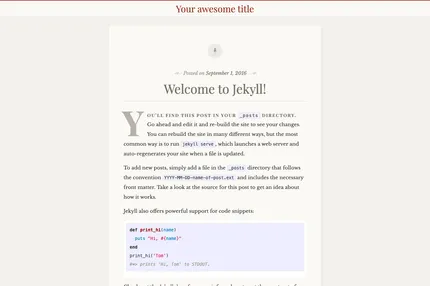 Your awesome title
Posted on September 1, 2016
Welcome to Jekyll!
YOU'LL FIND THIS POST IN YOUR _posts DIRECTORY.
Go ahead and edit it and re-build the site to see your changes.
You can rebuild the site in many different ways, but the most
common way is to run jekyll serve, which launches a web server and
auto-regenerates your site when a file is updated.
To add new posts, simply add a file in the _posts directory that follows
the convention YYYY-MM-DD-name-of-post.ext and includes the necessary
front matter. Take a look at the source for this post to get an idea about
how it works.
Jekyll also offers powerful support for code snippets:
def print_hi(name)
puts "Hi, #{name}"
end
print_hi('Tom')
#=> prints 'Hi, Tom' to STDOUT.